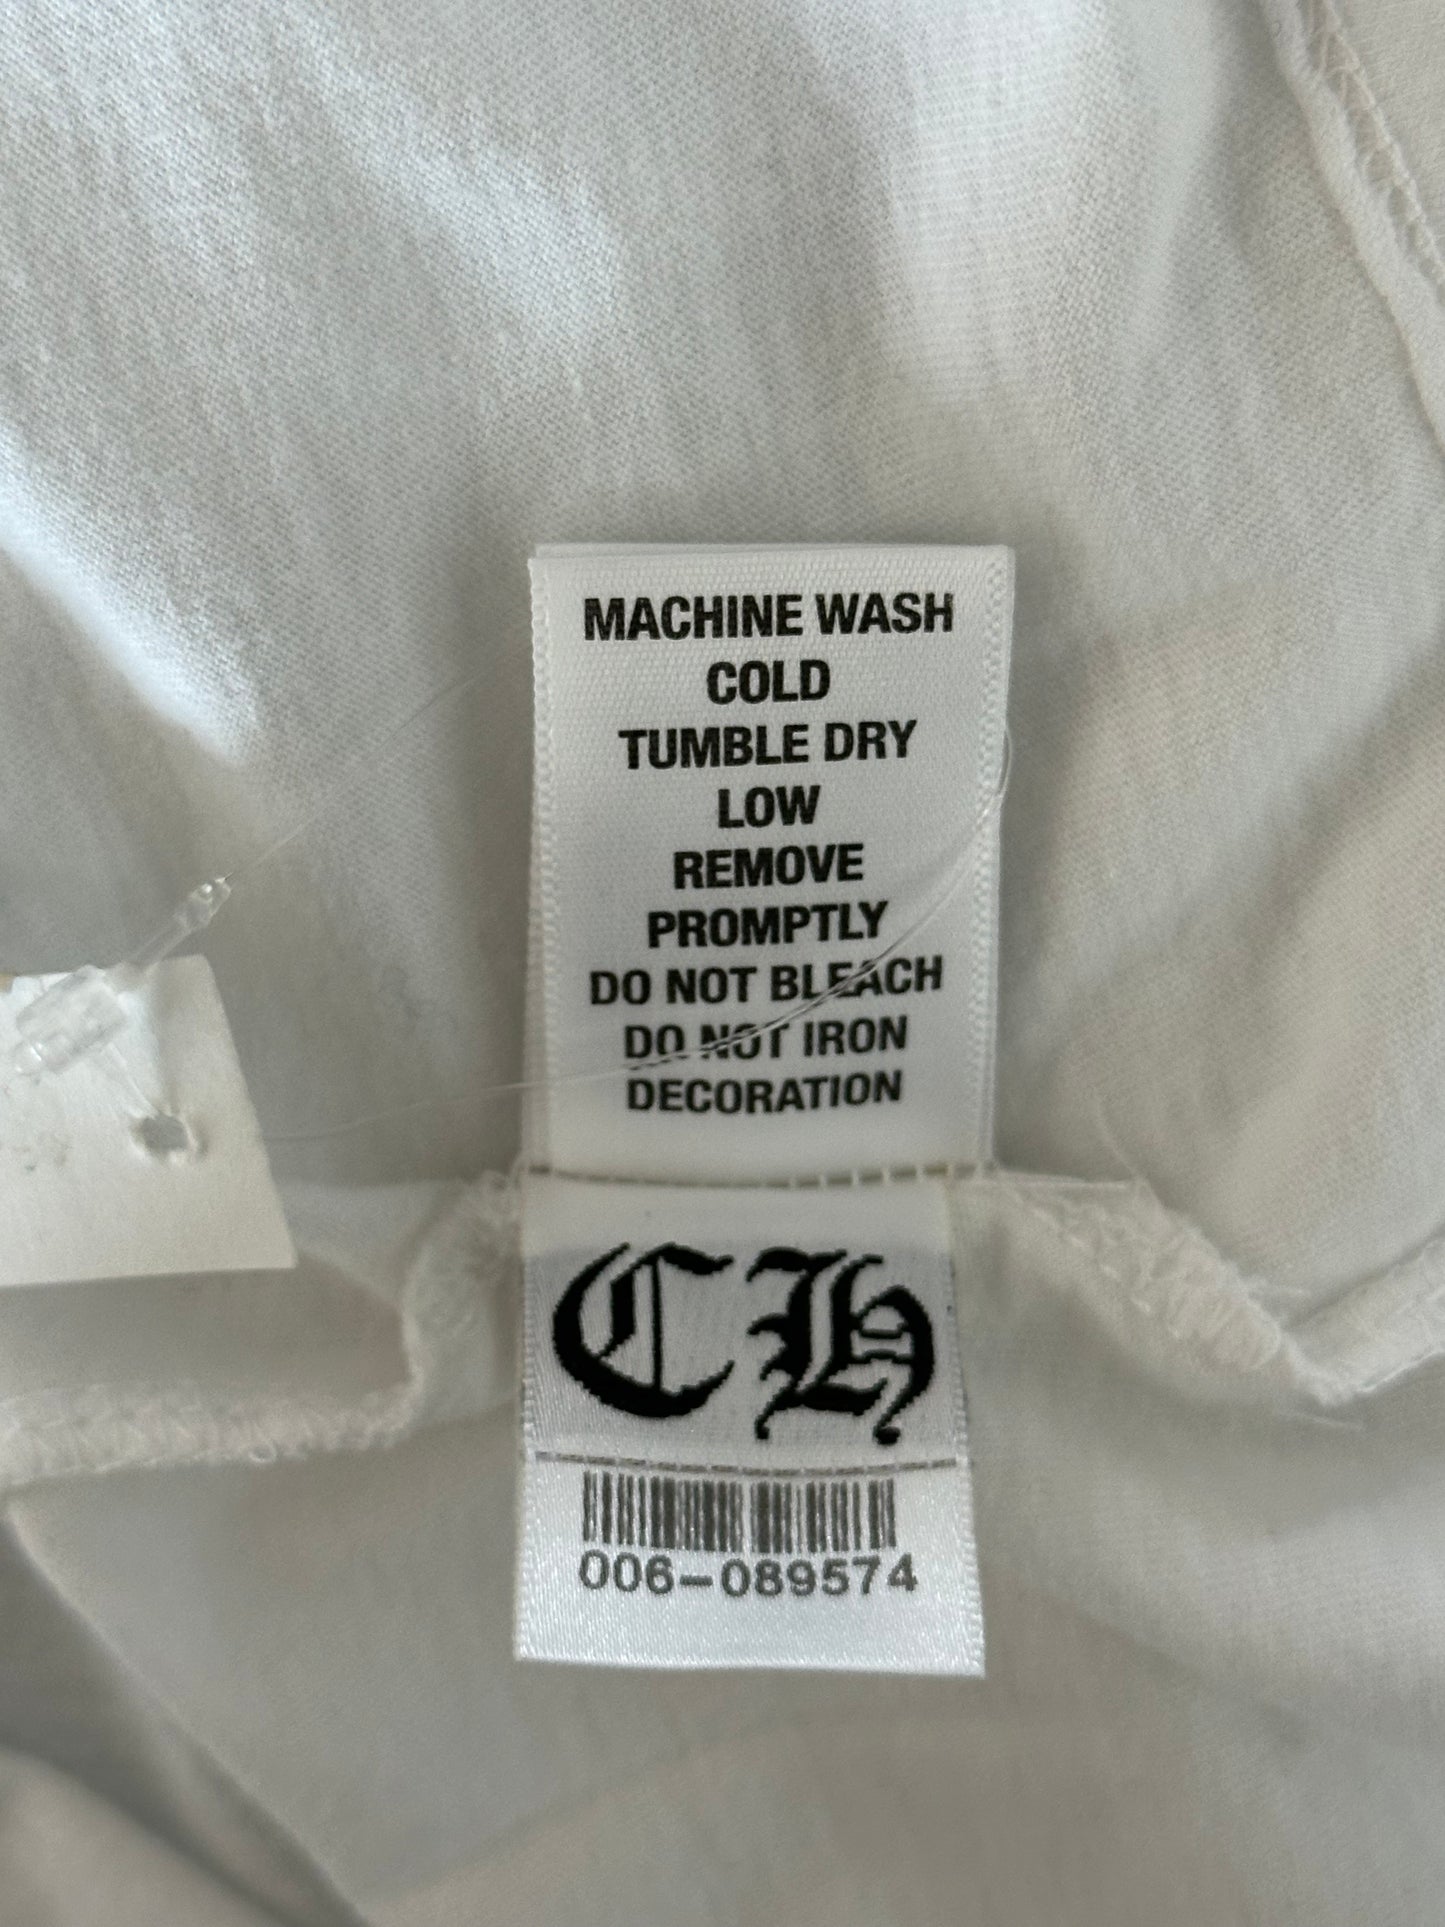 MACHINE WASH
COLD
TUMBLE DRY
LOW
REMOVE
PROMPTLY
DO NOT BLEACH
DO NOT IRON
DECORATION
CH
006-089574